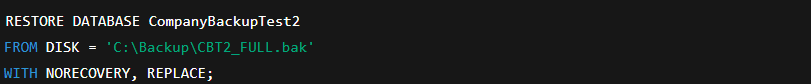 RESTORE DATABASE CompanyBackupTest2
FROM DISK = 'C:\Backup\CBT2_FULL.bak'
WITH NORECOVERY, REPLACE;